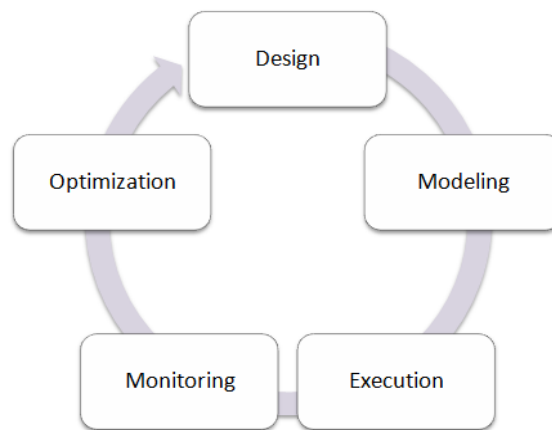 Design
Modeling
Execution
Monitoring
Optimization